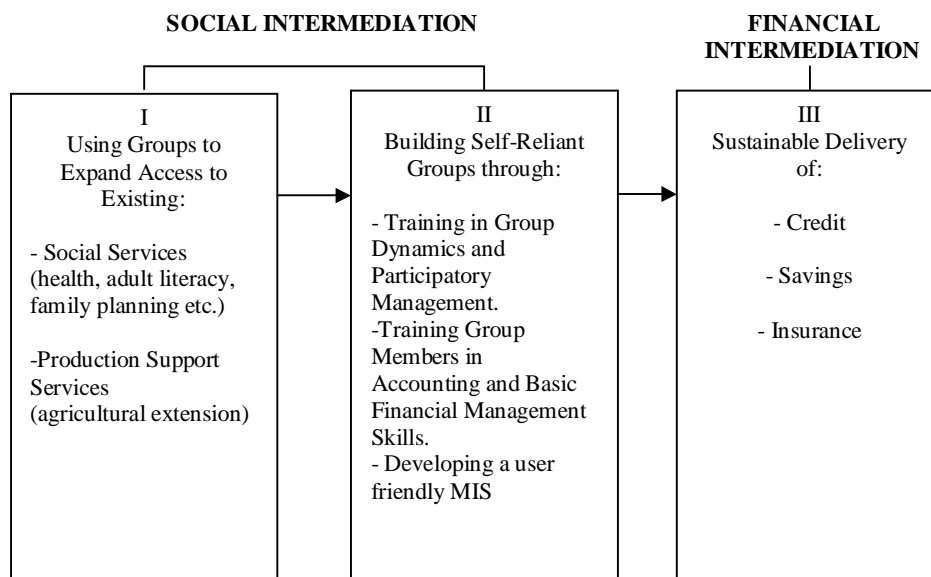 SOCIAL INTERMEDIATION
FINANCIAL
INTERMEDIATION
I
Using Groups to
Expand Access to
Existing:
- Social Services
(health, adult literacy,
family planning etc.)
-Production Support
Services
(agricultural extension)
II
Building Self-Reliant
Groups through:
- Training in Group
Dynamics and
Participatory
Management.
-Training Group
Members in
Accounting and Basic
Financial Management
Skills.
- Developing a user
friendly MIS
III
Sustainable Delivery
of:
- Credit
- Savings
- Insurance